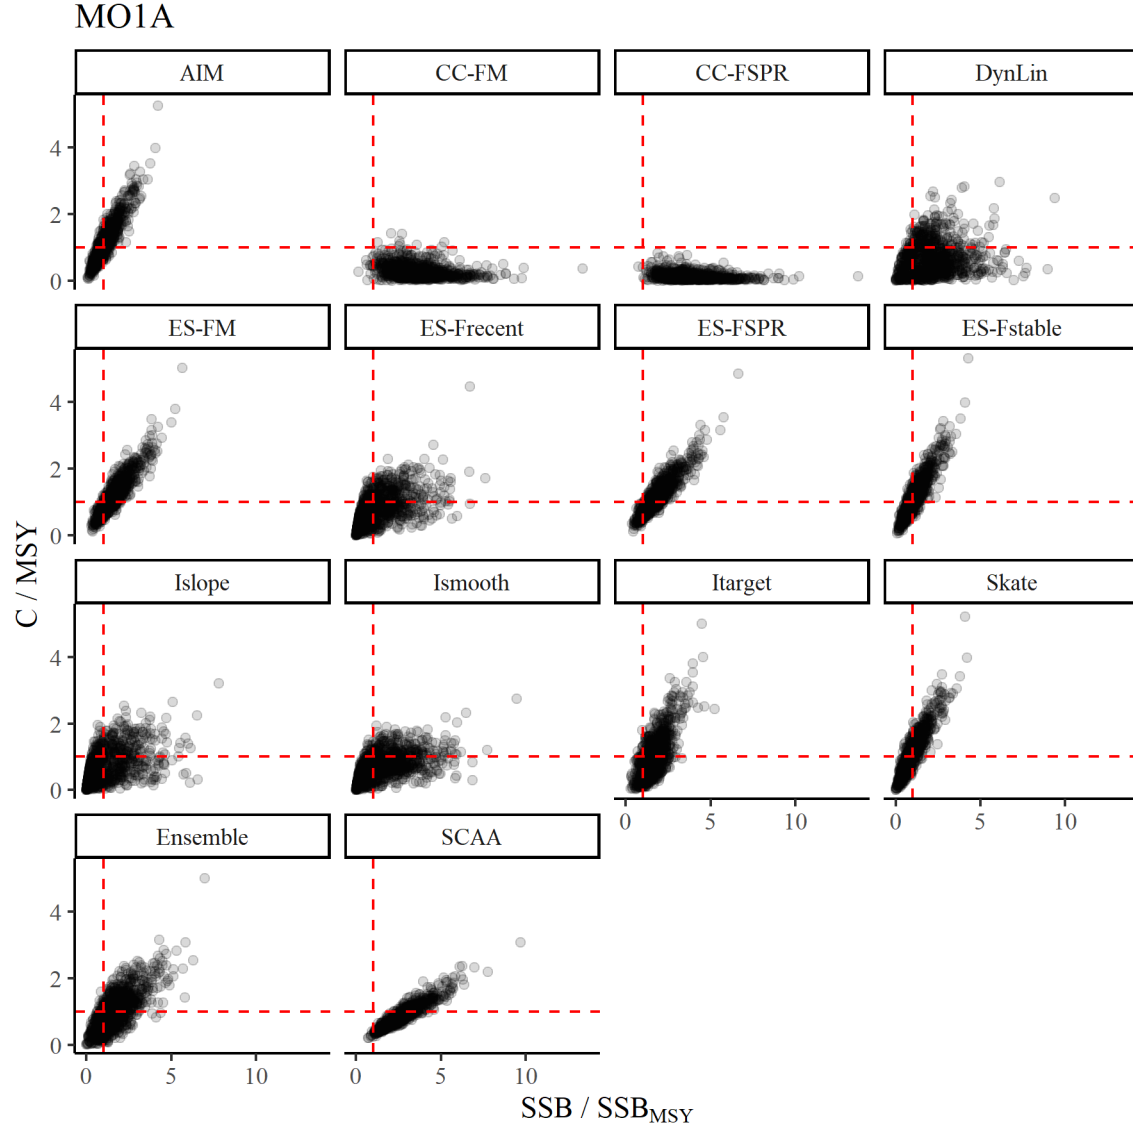 MO1A
AIM CC-FM CC-FSPR DynLin
4
2
0
ES-FM ES-Frecent ES-FSPR ES-Fstable
4
2
0
Islope Ismooth Itarget Skate
4
2
0
0 5 10 0 5 10
Ensemble SCAA
4
2
0
0 5 10 0 5 10
C / MSY
SSB / SSB_MSY